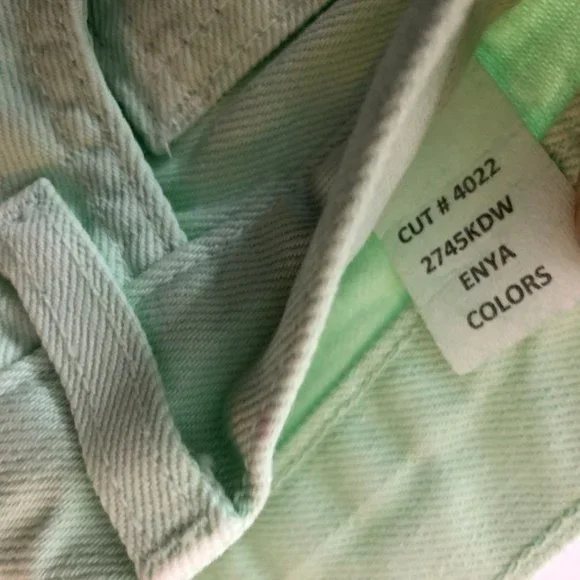 CUT # 4022
2745KDW
ENYA
COLORS